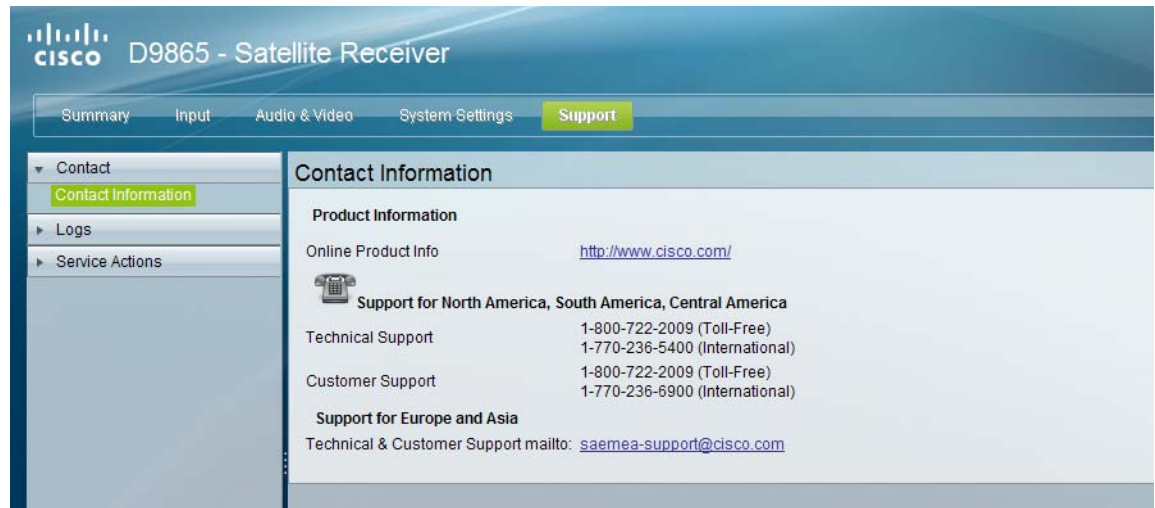 CISCO D9865 - Satellite Receiver
Summary Input Audio & Video System Settings Support
Contact
Contact Information
Logs
Service Actions
Contact Information
Product Information
Online Product Info http://www.cisco.com/
Support for North America, South America, Central America
Technical Support 1-800-722-2009 (Toll-Free)
1-770-236-5400 (International)
Customer Support 1-800-722-2009 (Toll-Free)
1-770-236-6900 (International)
Support for Europe and Asia
Technical & Customer Support mailto: saemea-support@cisco.com